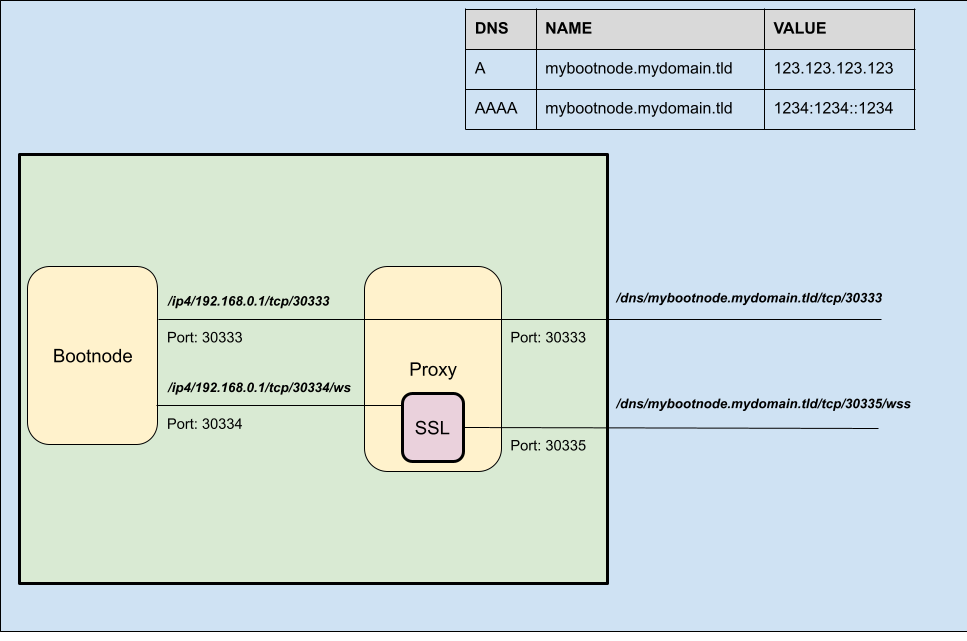 DNS NAME VALUE
A mybootnode.mydomain.tld 123.123.123.123
AAAA mybootnode.mydomain.tld 1234:1234::1234
/ip4/192.168.0.1/tcp/30333
/dns/mybootnode.mydomain.tld/tcp/30333
Port: 30333
Port: 30333
Bootnode
Proxy
/ip4/192.168.0.1/tcp/30334/ws
/dns/mybootnode.mydomain.tld/tcp/30335/wss
Port: 30334
SSL
Port: 30335